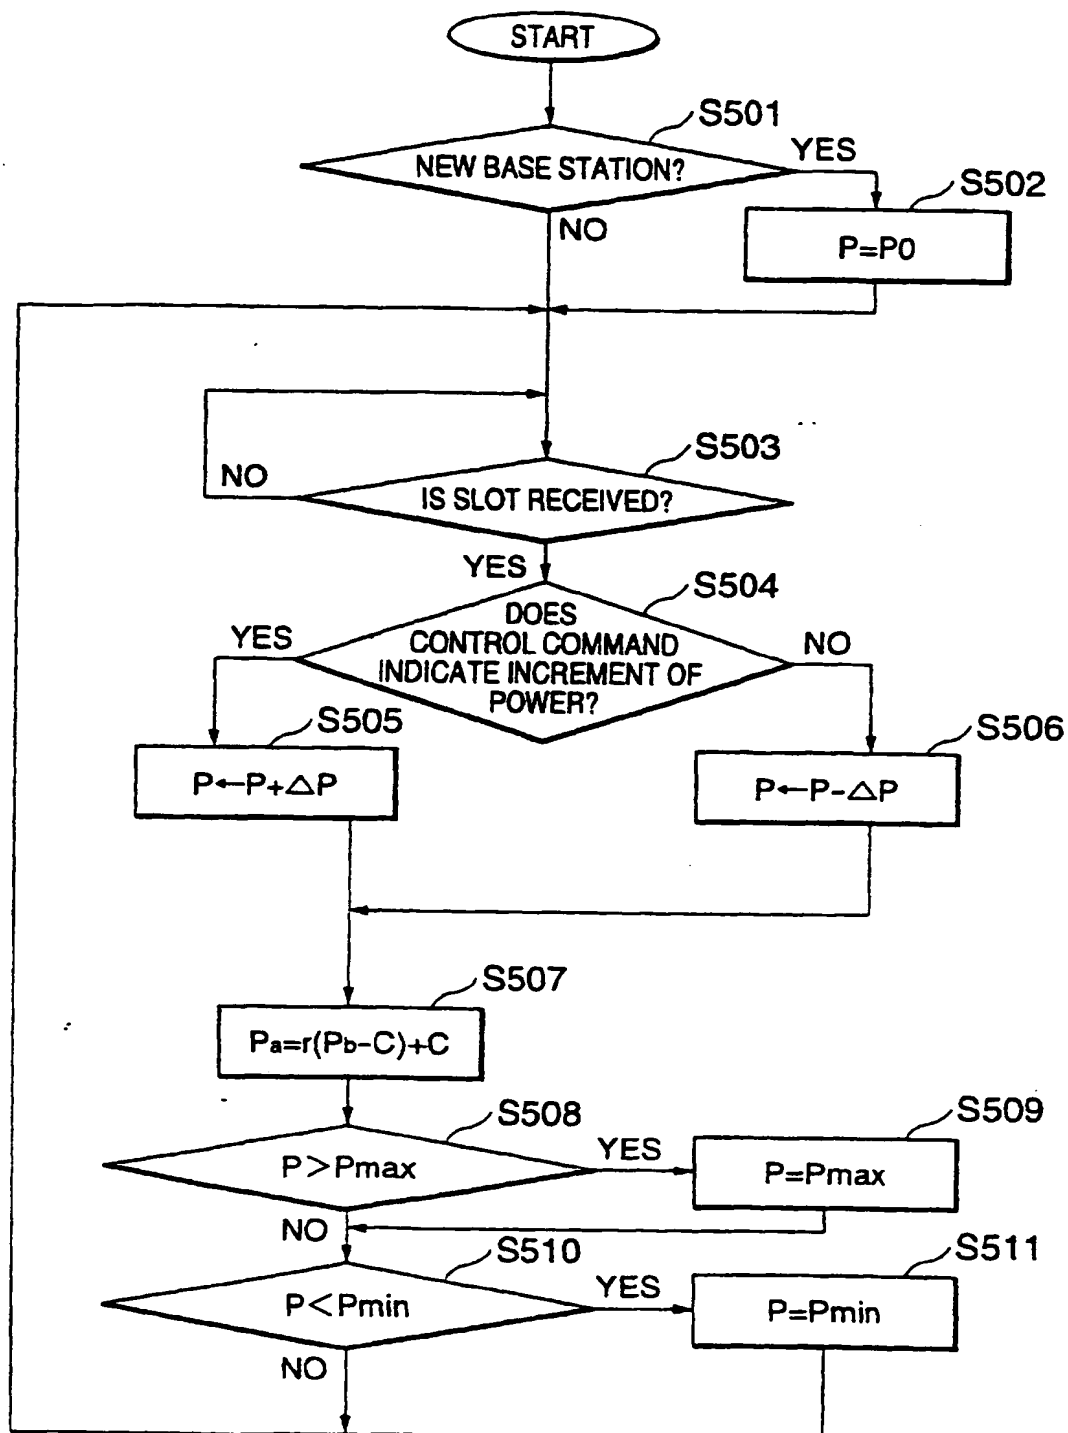 START
S501
NEW BASE STATION?
YES
S502
P=P0
NO
S503
NO
IS SLOT RECEIVED?
YES
S504
DOES
CONTROL COMMAND
INDICATE INCREMENT OF
POWER?
YES
NO
S505
P←P+△P
S506
P←P-△P
S507
Pa=r(Pb-C)+C
S508
P>Pmax
YES
S509
P=Pmax
NO
S510
P<Pmin
YES
S511
P=Pmin
NO